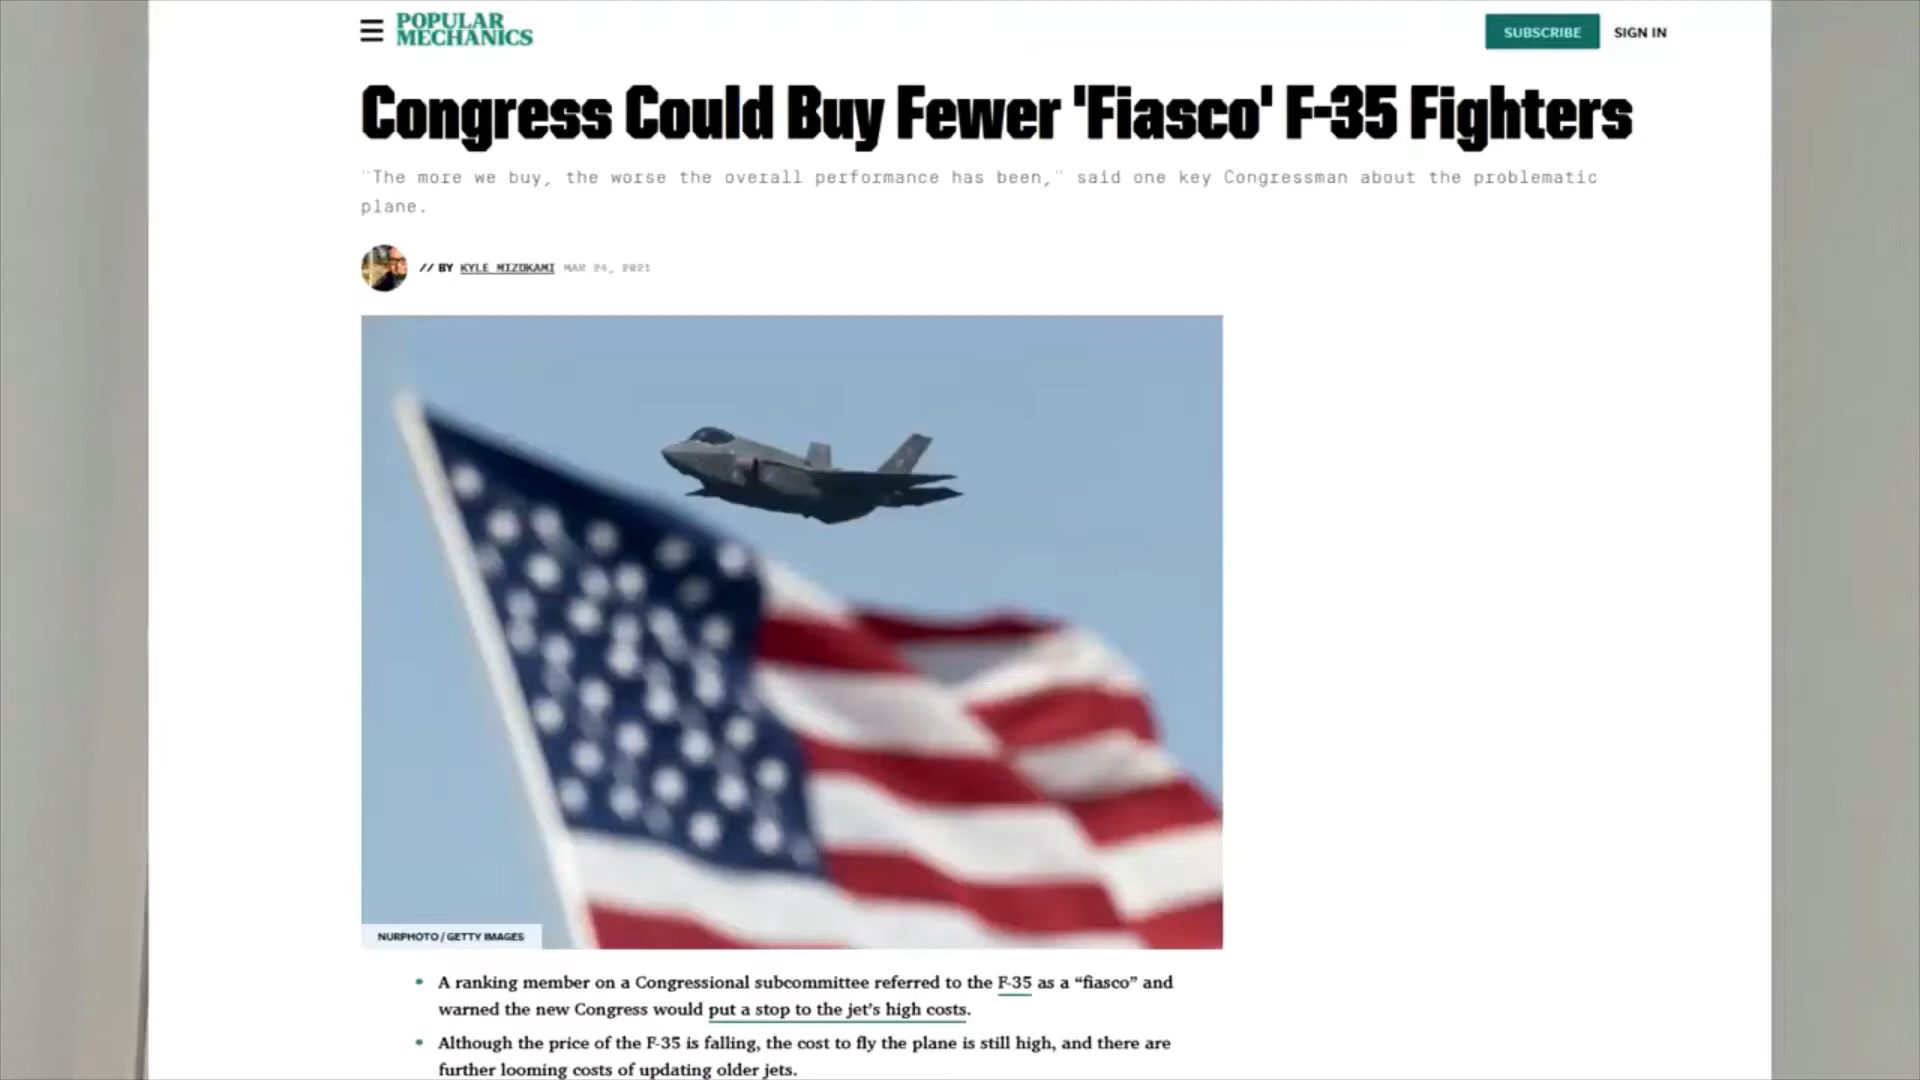 POPULAR
MECHANICS
SUBSCRIBE
SIGN IN
Congress Could Buy Fewer 'Fiasco' F-35 Fighters
"The more we buy, the worse the overall performance has been," said one key Congressman about the problematic
plane.
// BY KYLE MIZOKAMI MAR 24, 2021
NURPHOTO / GETTY IMAGES
• A ranking member on a Congressional subcommittee referred to the F-35 as a “fiasco” and
warned the new Congress would put a stop to the jet’s high costs.
• Although the price of the F-35 is falling, the cost to fly the plane is still high, and there are
further looming costs of updating older jets.